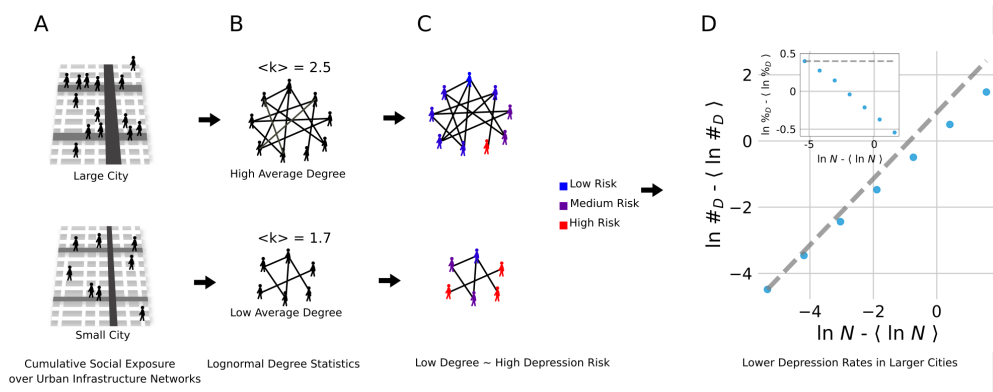 A
B
C
D
<k> = 2.5
Large City
High Average Degree
<k> = 1.7
Small City
Low Average Degree
Low Risk
Medium Risk
High Risk
ln #D - ⟨ ln #D ⟩
2
0
−2
−4
−4
−2
0
ln N - ⟨ ln N ⟩
ln %D - ⟨ ln %D ⟩
0.5
0
-0.5
-5
0
ln N - ⟨ ln N ⟩
Cumulative Social Exposure
over Urban Infrastructure Networks
Lognormal Degree Statistics
Low Degree ~ High Depression Risk
Lower Depression Rates in Larger Cities